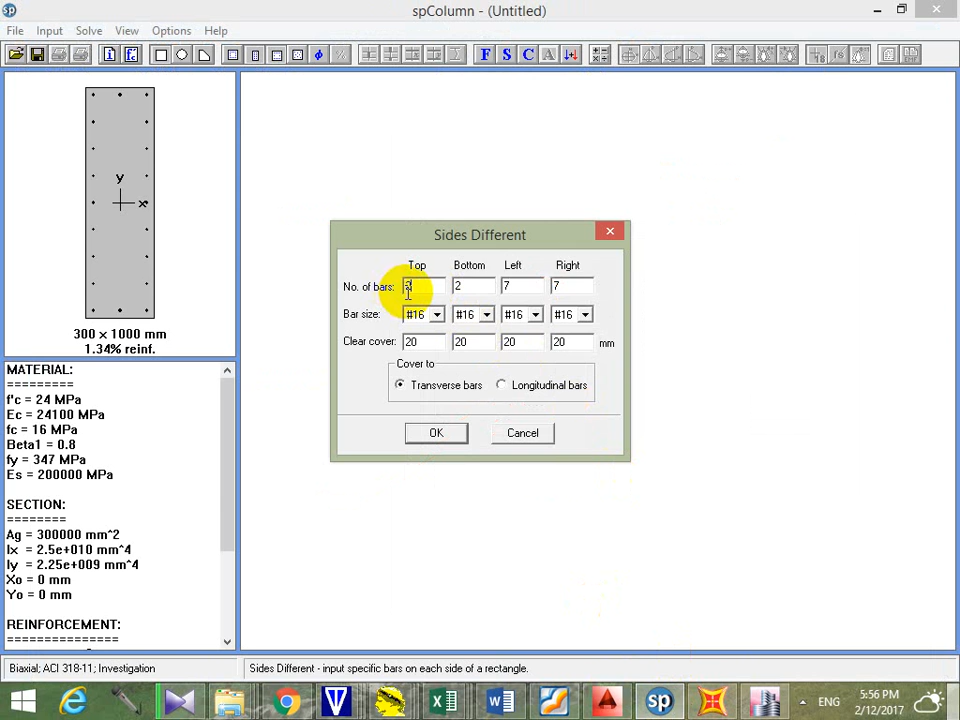 spColumn - (Untitled)
File Input Solve View Options Help
y
x
300 x 1000 mm
1.34% reinf.
MATERIAL:
=========
f'c = 24 MPa
Ec = 24100 MPa
fc = 16 MPa
Beta1 = 0.8
fy = 347 MPa
Es = 200000 MPa
SECTION:
========
Ag = 300000 mm^2
Ix = 2.5e+010 mm^4
Iy = 2.25e+009 mm^4
Xo = 0 mm
Yo = 0 mm
REINFORCEMENT:
==============
Sides Different
Top Bottom Left Right
No. of bars: 2 2 7 7
Bar size: #16 #16 #16 #16
Clear cover: 20 20 20 20 mm
Cover to
Transverse bars Longitudinal bars
OK Cancel
Biaxial; ACI 318-11; Investigation
Sides Different - input specific bars on each side of a rectangle.
ENG
5:56 PM
2/12/2017